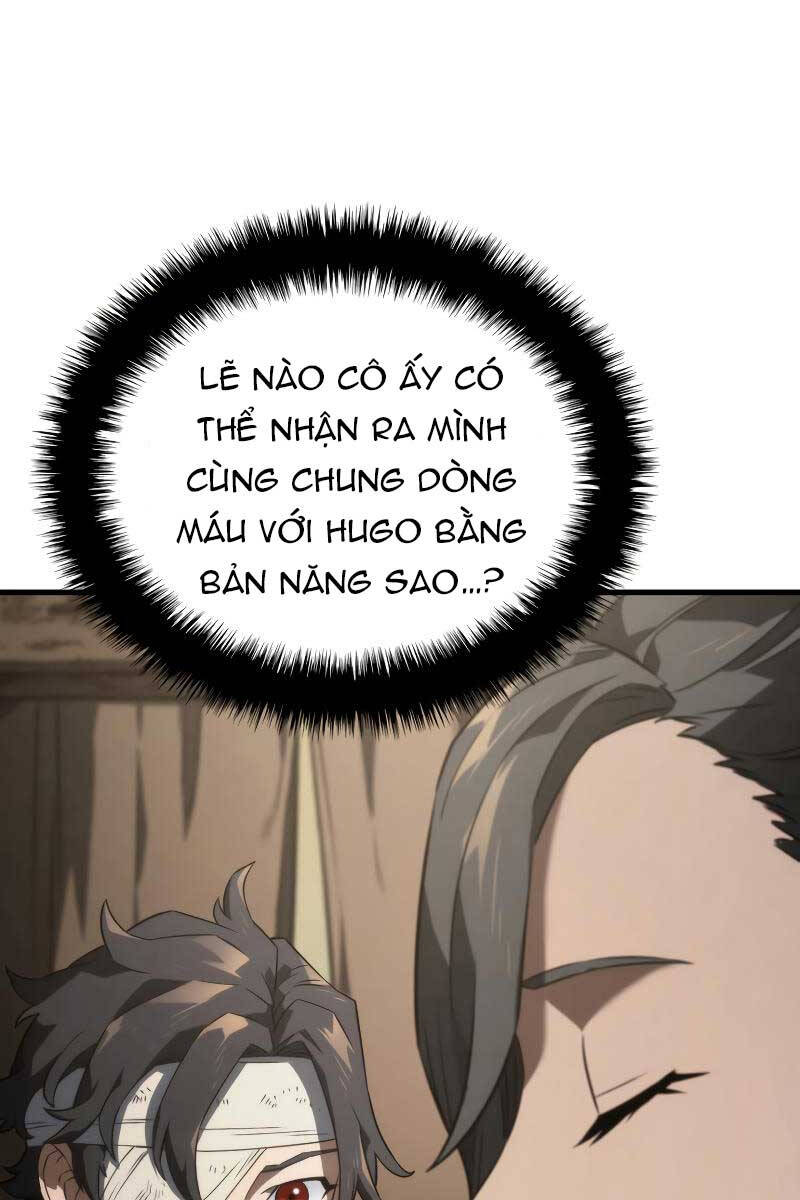 LẼ NÀO CÔ ẤY CÓ
THỂ NHẬN RA MÌNH
CÙNG CHUNG DÒNG
MÁU VỚI HUGO BẰNG
BẢN NĂNG SAO...?